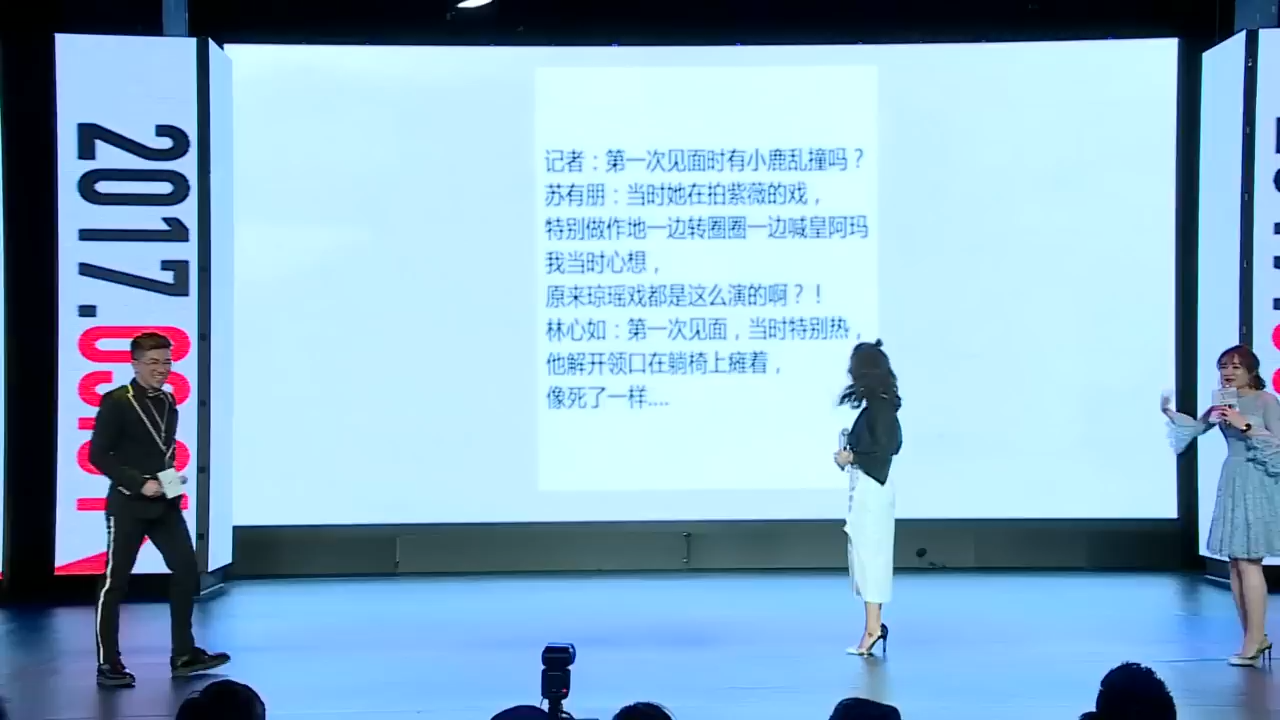 2017.03.01
记者：第一次见面时有小鹿乱撞吗？
苏有朋：当时她在拍紫薇的戏，
特别做作地一边转圈圈一边喊皇阿玛
我当时心想，
原来琼瑶戏都是这么演的啊？！
林心如：第一次见面，当时特别热，
他解开领口在躺椅上瘫着，
像死了一样....